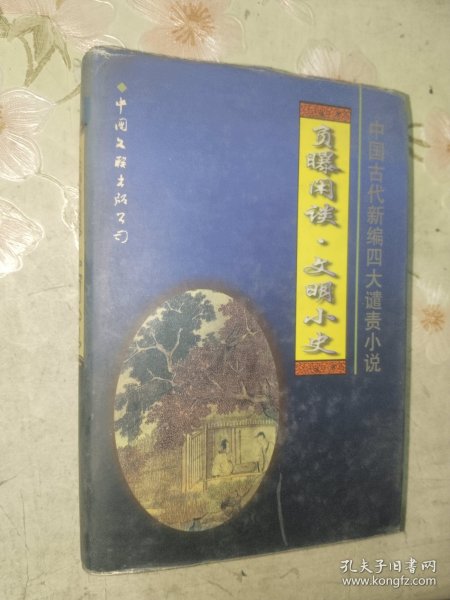 中国古代新编四大谴责小说
负曝闲谈·文明小史
中国文联出版公司
孔夫子旧书网
www.kongfz.com